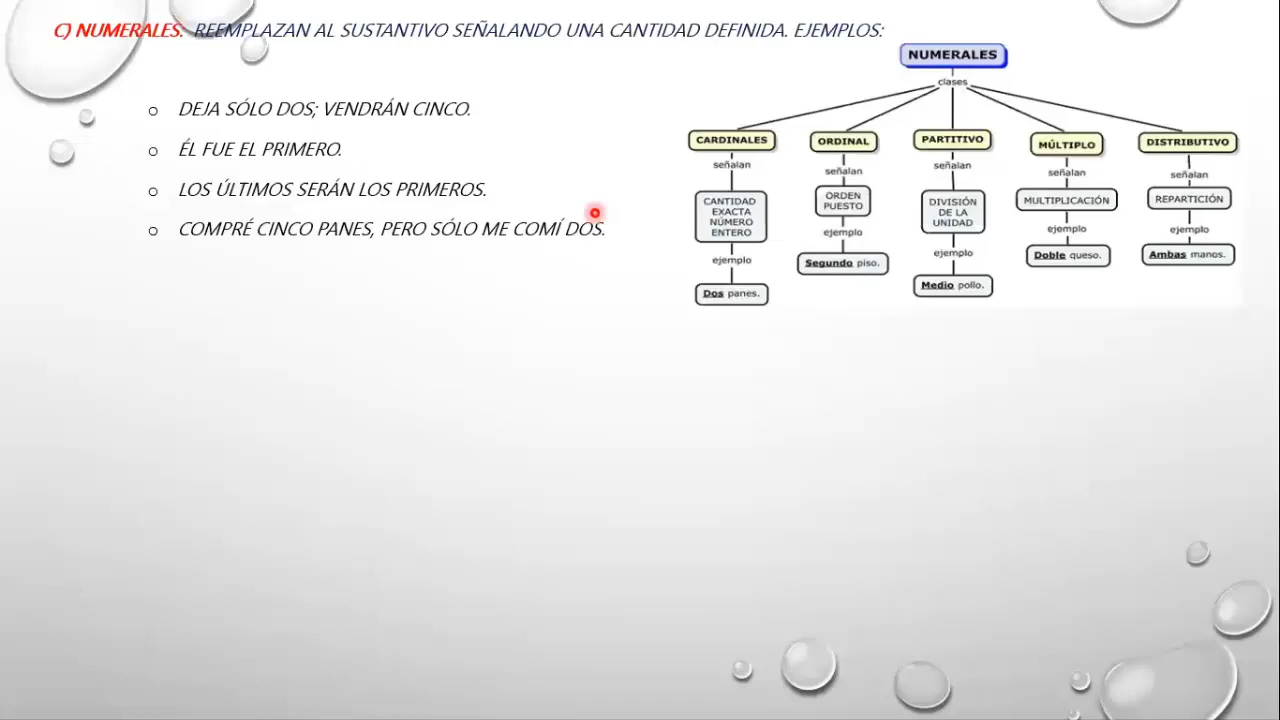 C) NUMERALES: REEMPLAZAN AL SUSTANTIVO SEÑALANDO UNA CANTIDAD DEFINIDA. EJEMPLOS:
o DEJA SÓLO DOS; VENDRÁN CINCO.
o ÉL FUE EL PRIMERO.
o LOS ÚLTIMOS SERÁN LOS PRIMEROS.
o COMPRÉ CINCO PANES, PERO SÓLO ME COMÍ DOS.
NUMERALES
clases
CARDINALES
señalan
CANTIDAD
EXACTA
NÚMERO
ENTERO
ejemplo
Dos panes.
ORDINAL
señalan
ORDEN
PUESTO
ejemplo
Segundo piso.
PARTITIVO
señalan
DIVISIÓN
DE LA
UNIDAD
ejemplo
Medio pollo.
MÚLTIPLO
señalan
MULTIPLICACIÓN
ejemplo
Doble queso.
DISTRIBUTIVO
señalan
REPARTICIÓN
ejemplo
Ambas manos.